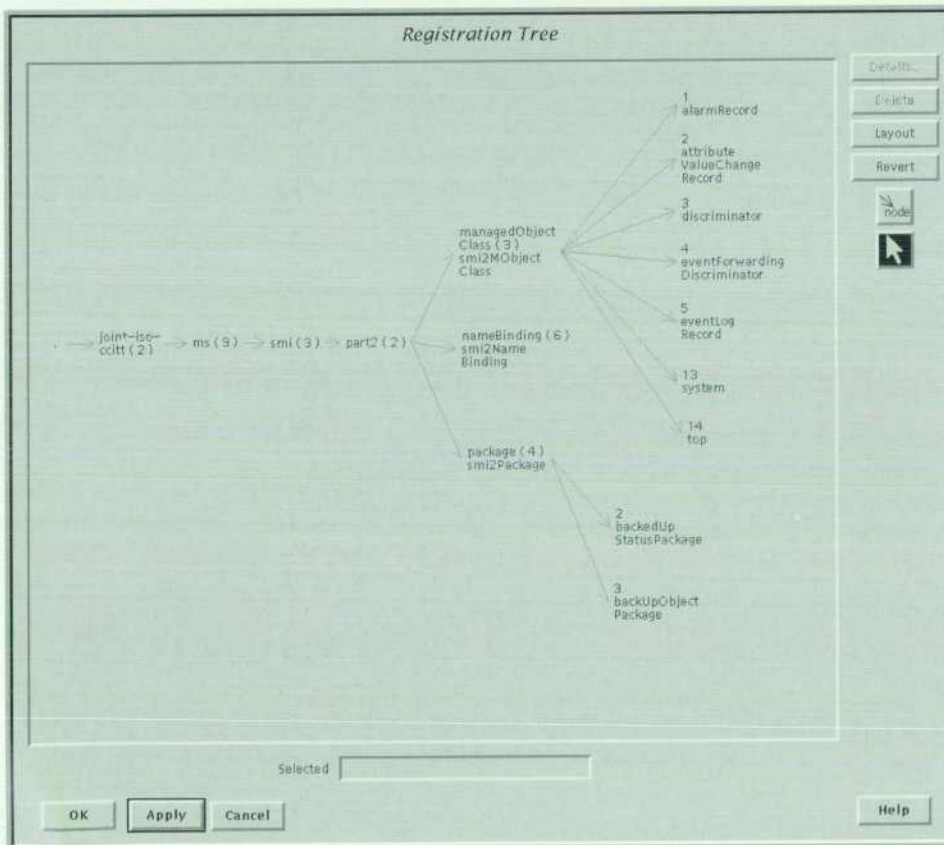 Registration Tree
Details..
Delete
Layout
Revert
node
1
alarmRecord
2
attribute
ValueChange
Record
3
discriminator
4
eventForwarding
Discriminator
5
eventLog
Record
13
system
14
top
managedObject
Class (3)
smi2MObject
Class
. joint-iso-
ccitt (2)
ms (9)
smi (3)
part2 (2)
nameBinding (6)
smi2Name
Binding
package (4)
smi2Package
2
backedUp
StatusPackage
3
backUpObject
Package
Selected
OK
Apply
Cancel
Help